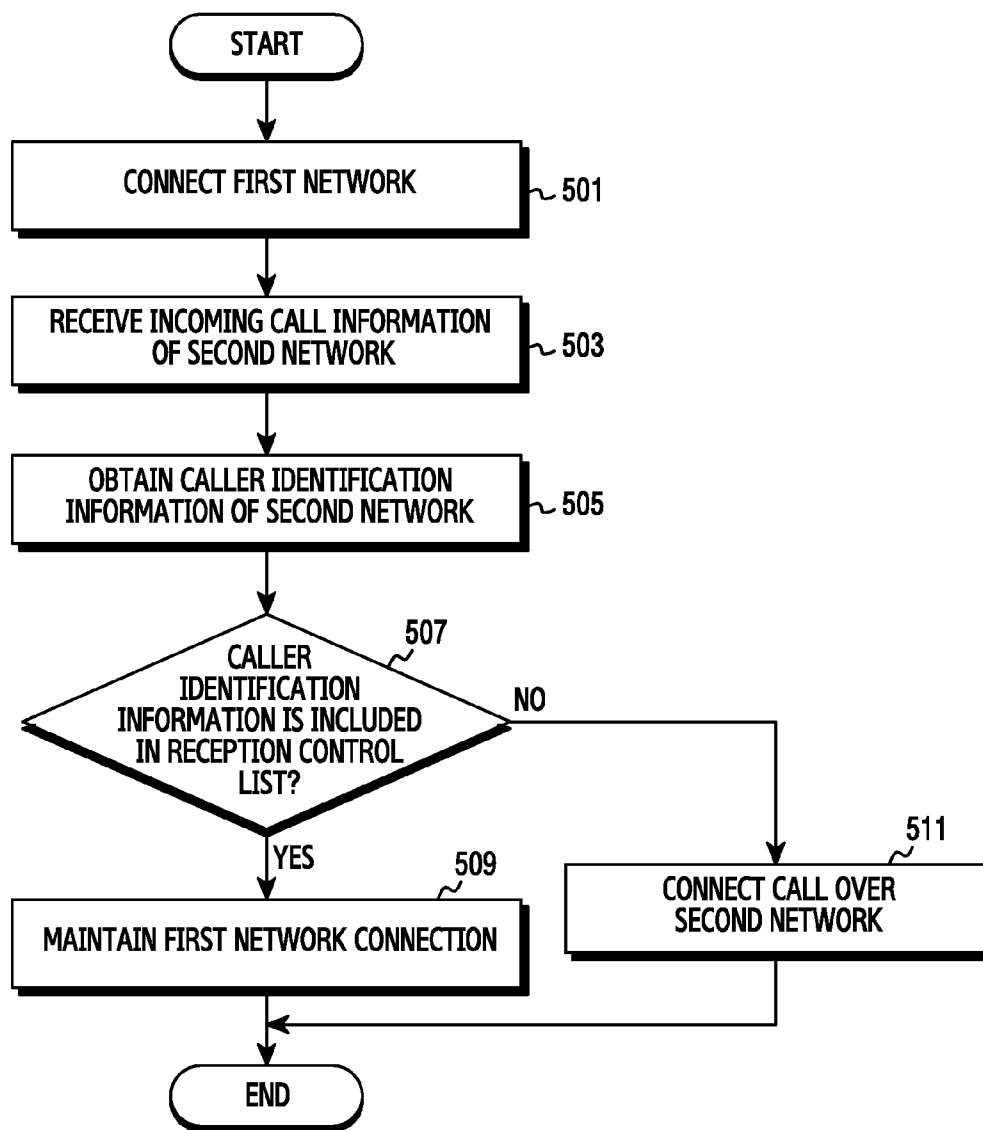 START
CONNECT FIRST NETWORK
501
RECEIVE INCOMING CALL INFORMATION
OF SECOND NETWORK
503
OBTAIN CALLER IDENTIFICATION
INFORMATION OF SECOND NETWORK
505
507
CALLER
IDENTIFICATION
INFORMATION IS INCLUDED
IN RECEPTION CONTROL
LIST?
NO
YES
509
MAINTAIN FIRST NETWORK CONNECTION
511
CONNECT CALL OVER
SECOND NETWORK
END